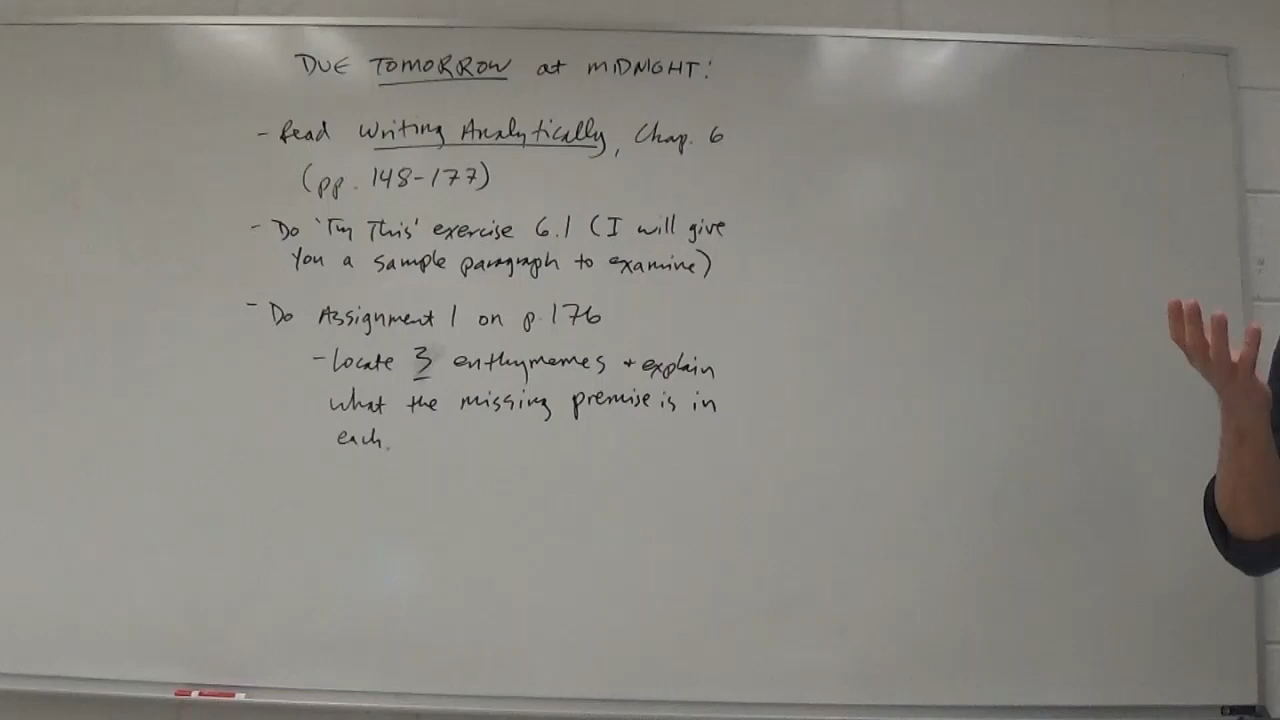 DUE TOMORROW at MIDNGHT:
- Read Writing Analytically, Chap. 6
(pp. 148-177)
- Do 'Try This' exercise 6.1 (I will give
you a sample paragraph to examine)
- Do Assignment 1 on p. 176
- Locate 3 enthymemes + explain
what the missing premise is in
each.